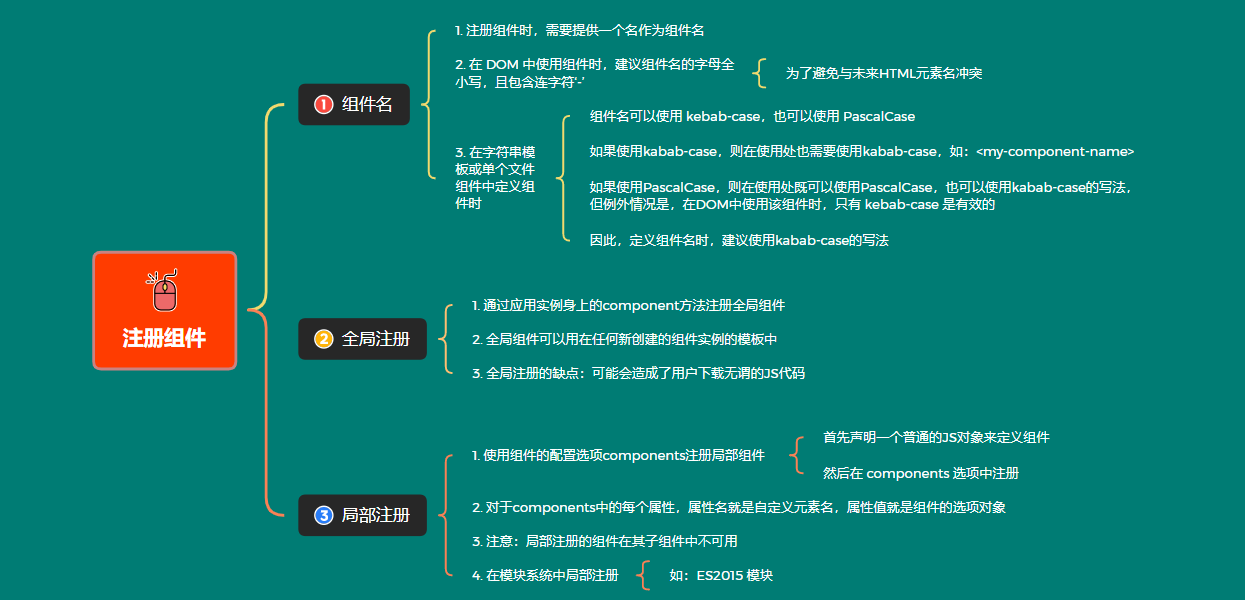 注册组件
1 组件名
1. 注册组件时，需要提供一个名作为组件名
2. 在 DOM 中使用组件时，建议组件名的字母全
小写，且包含连字符'-'
为了避免与未来HTML元素名冲突
3. 在字符串模
板或单个文件
组件中定义组
件时
组件名可以使用 kebab-case，也可以使用 PascalCase
如果使用kabab-case，则在使用处也需要使用kabab-case，如：<my-component-name>
如果使用PascalCase，则在使用处既可以使用PascalCase，也可以使用kabab-case的写法，
但例外情况是，在DOM中使用该组件时，只有 kebab-case 是有效的
因此，定义组件名时，建议使用kabab-case的写法
2 全局注册
1. 通过应用实例身上的component方法注册全局组件
2. 全局组件可以用在任何新创建的组件实例的模板中
3. 全局注册的缺点：可能会造成了用户下载无谓的JS代码
3 局部注册
1. 使用组件的配置选项components注册局部组件
首先声明一个普通的JS对象来定义组件
然后在 components 选项中注册
2. 对于components中的每个属性，属性名就是自定义元素名，属性值就是组件的选项对象
3. 注意：局部注册的组件在其子组件中不可用
4. 在模块系统中局部注册
如：ES2015 模块